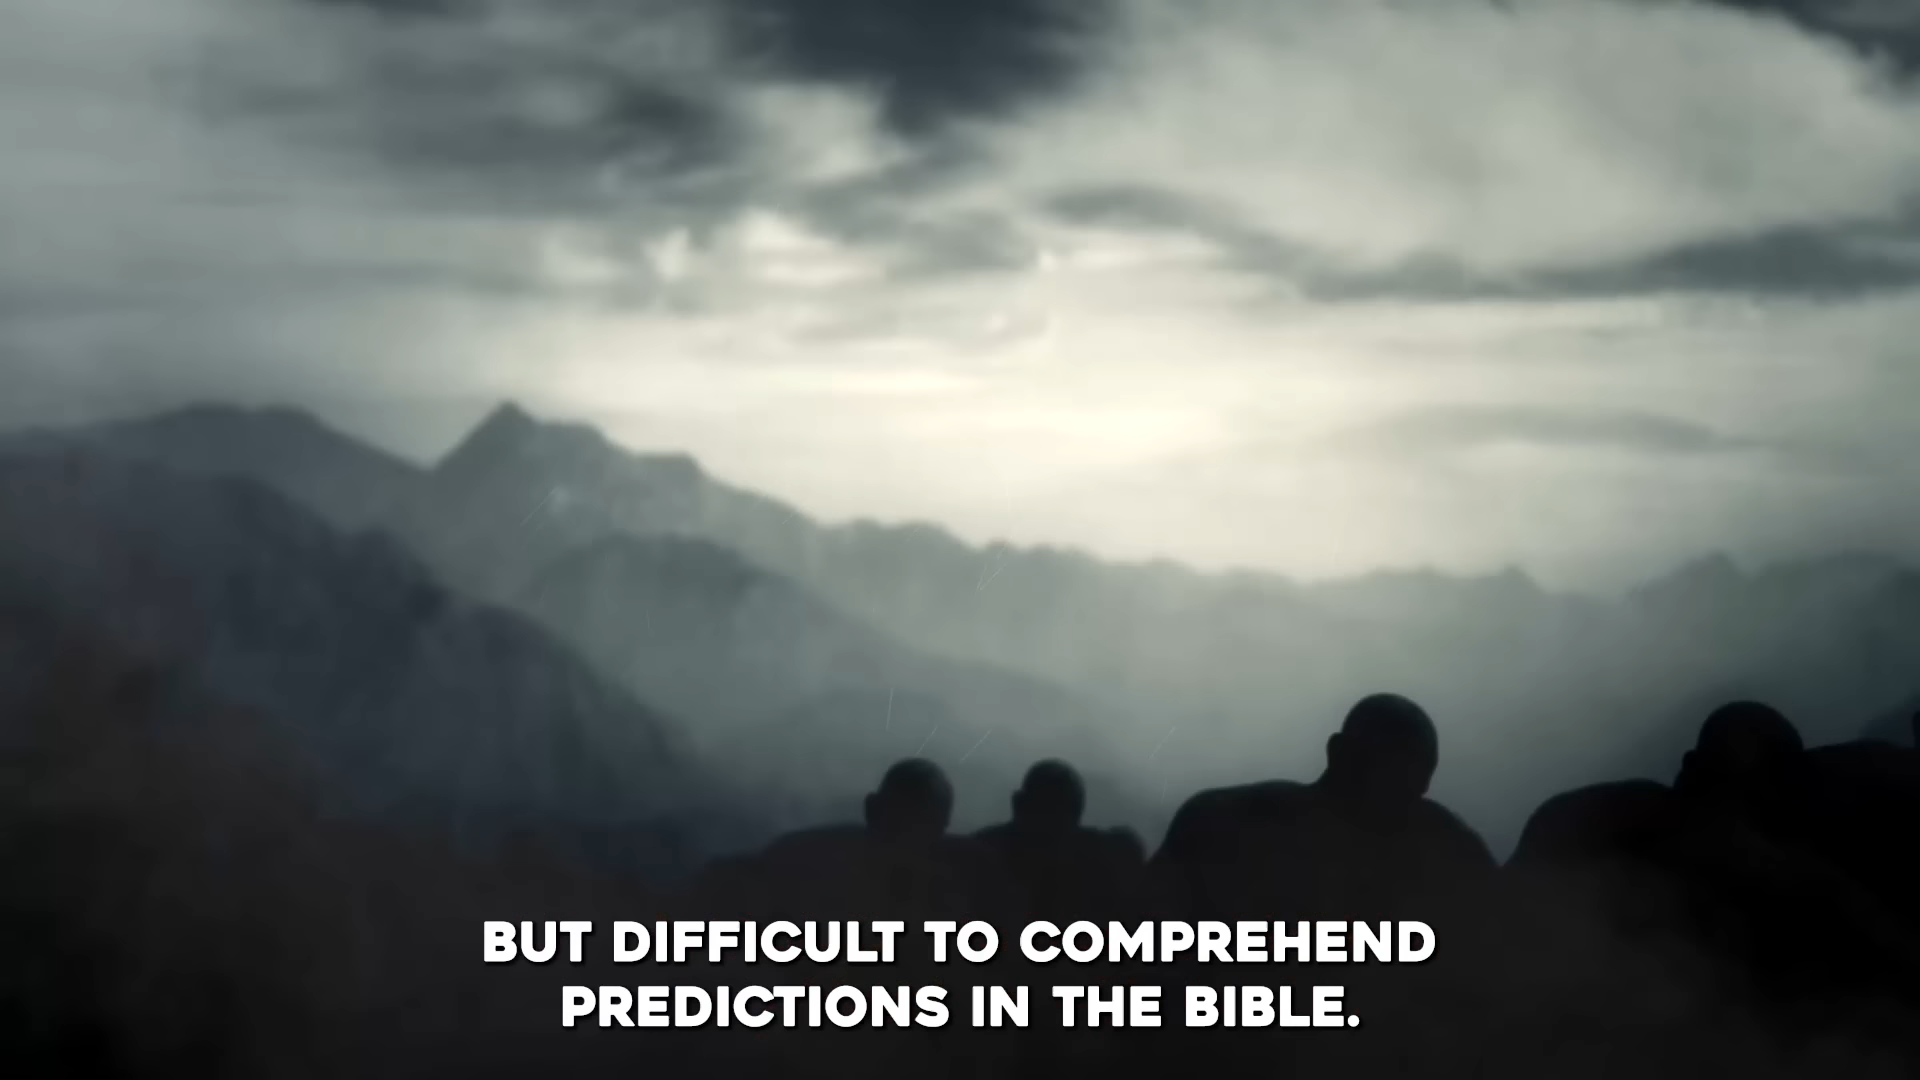 BUT DIFFICULT TO COMPREHEND
PREDICTIONS IN THE BIBLE.